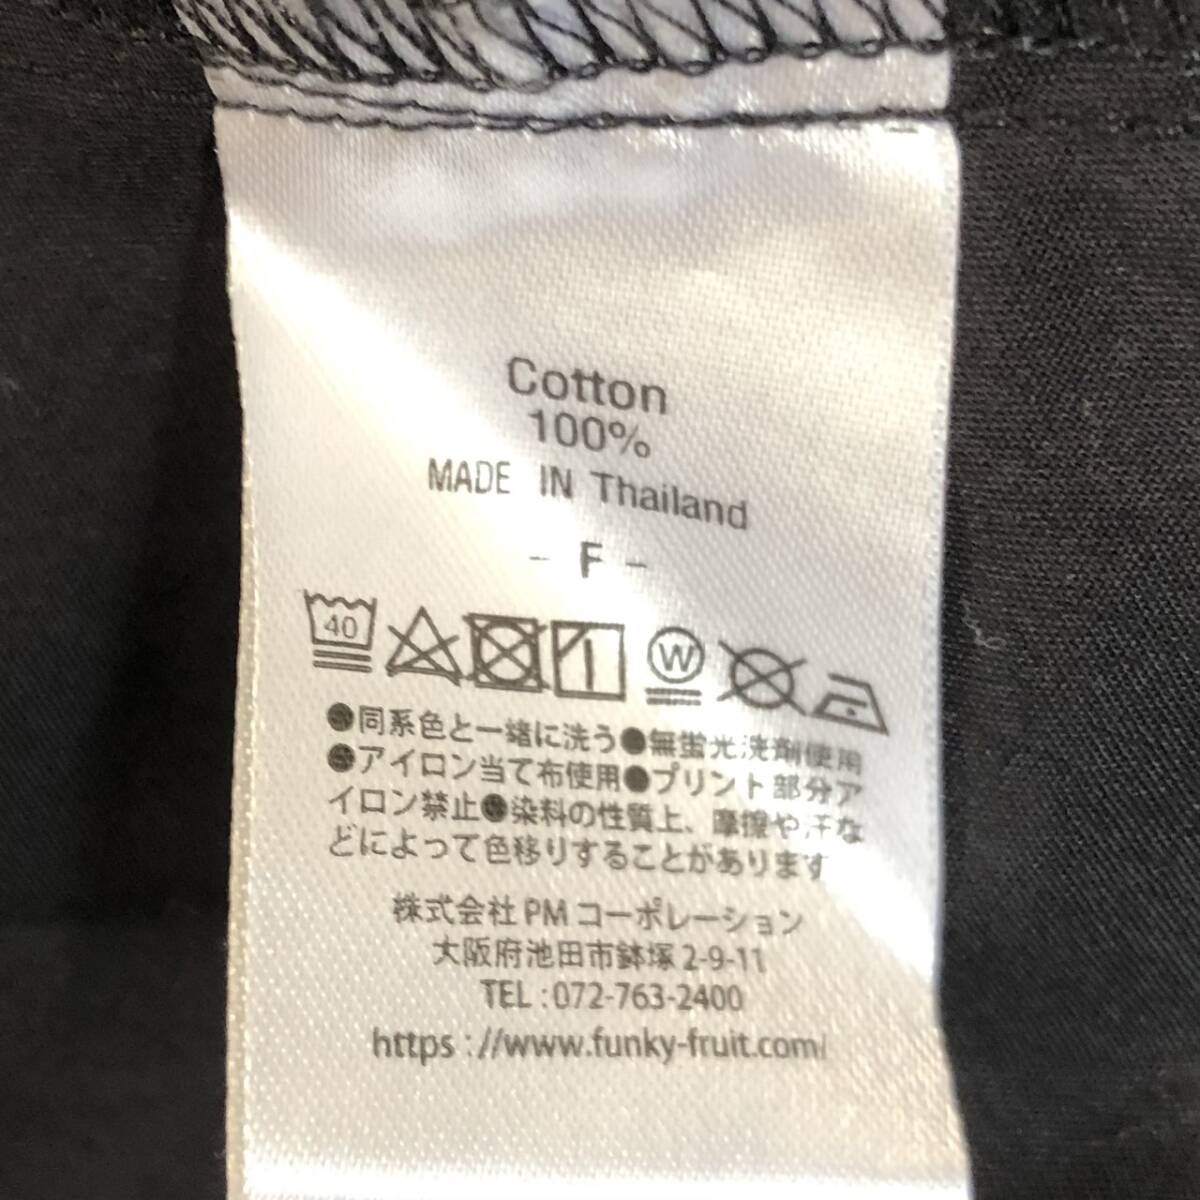 Cotton
100%
MADE IN Thailand
- F -
40
W
●同系色と一緒に洗う●無蛍光洗剤使用
●アイロン当て布使用●プリント部分ア
イロン禁止●染料の性質上、摩擦や汗な
どによって色移りすることがあります
株式会社PMコーポレーション
大阪府池田市鉢塚2-9-11
TEL:072-763-2400
https://www.funky-fruit.com/